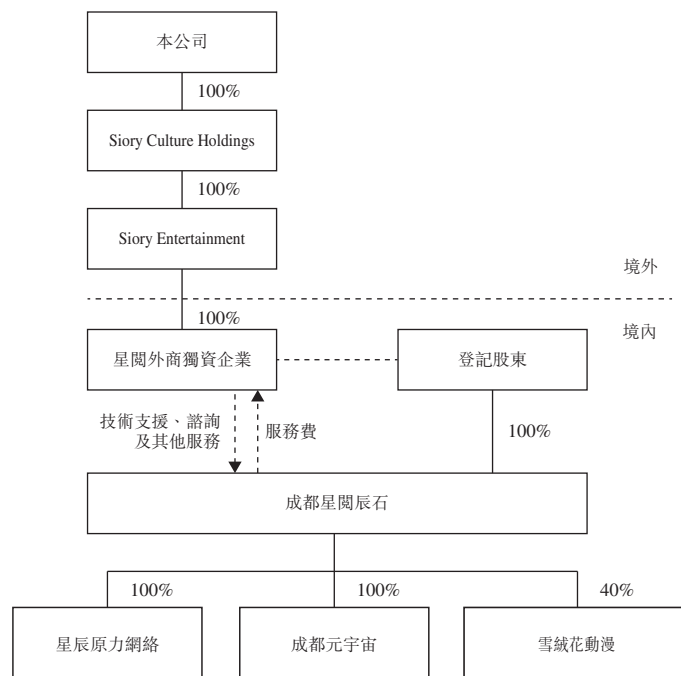 本公司
100%
Siory Culture Holdings
100%
Siory Entertainment
境外
100%
境內
星閱外商獨資企業
登記股東
技術支援、諮詢
及其他服務
服務費
100%
成都星閱辰石
100%
100%
40%
星辰原力網絡
成都元宇宙
雪絨花動漫